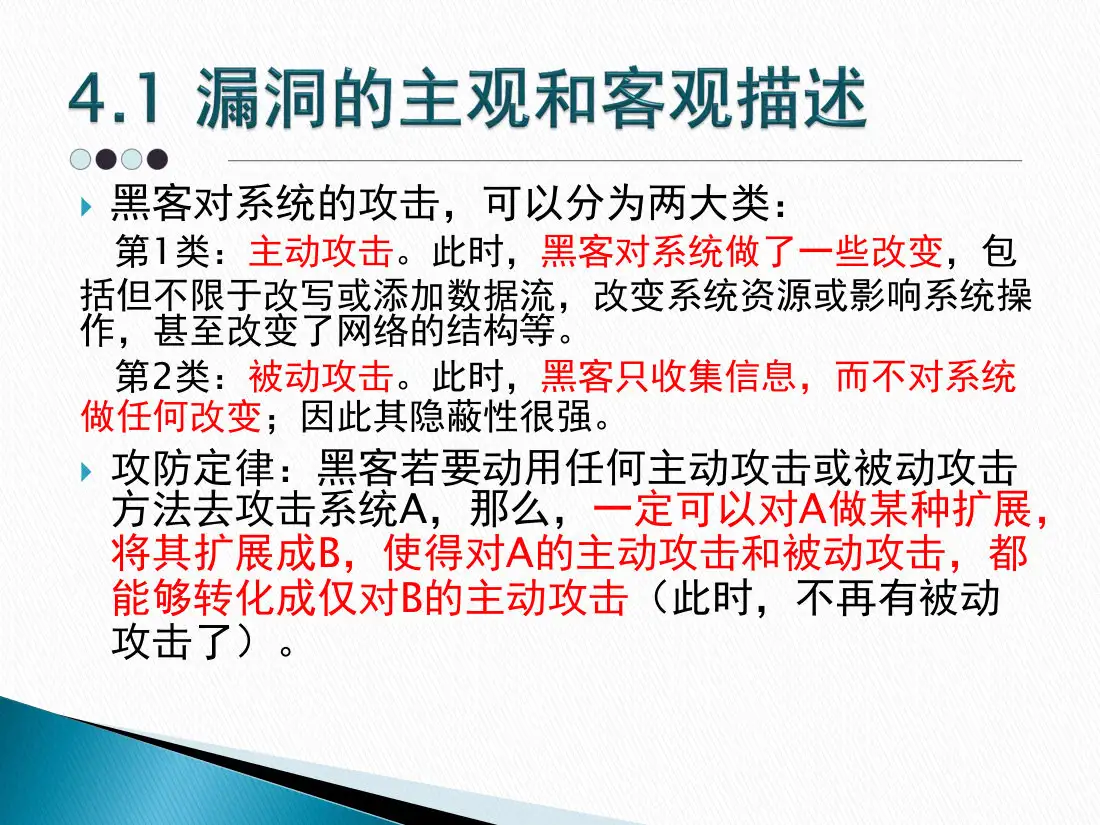 4.1 漏洞的主观和客观描述
黑客对系统的攻击，可以分为两大类：
第1类：主动攻击。此时，黑客对系统做了一些改变，包
括但不限于改写或添加数据流，改变系统资源或影响系统操
作，甚至改变了网络的结构等。
第2类：被动攻击。此时，黑客只收集信息，而不对系统
做任何改变；因此其隐蔽性很强。
攻防定律：黑客若要动用任何主动攻击或被动攻击
方法去攻击系统A，那么，一定可以对A做某种扩展，
将其扩展成B，使得对A的主动攻击和被动攻击，都
能够转化成仅对B的主动攻击（此时，不再有被动
攻击了）。